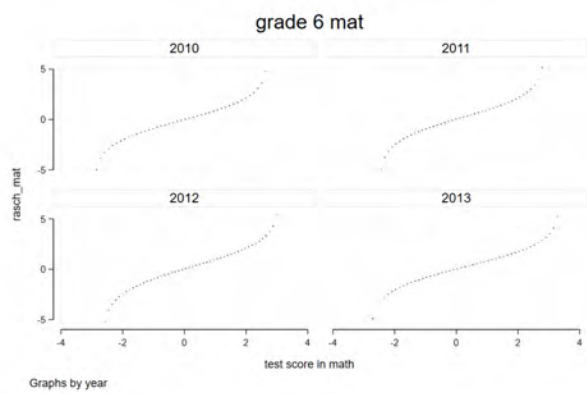 grade 6 mat
2010 2011
5
0
-5
2012 2013
5
0
-5
rasch_mat
-4 -2 0 2 4 -4 -2 0 2 4
test score in math
Graphs by year